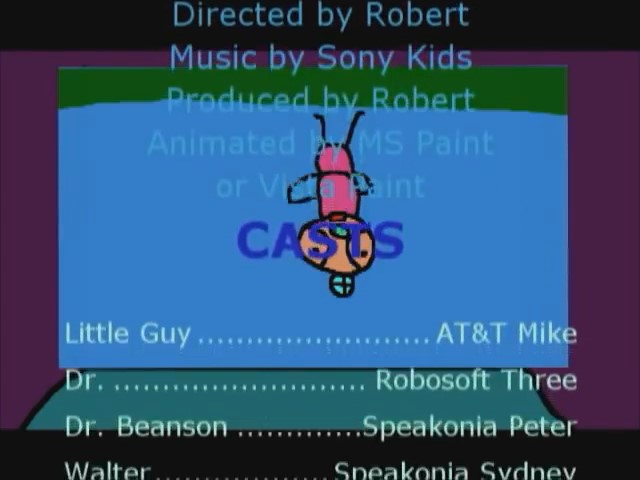 Directed by Robert
Music by Sony Kids
Produced by Robert
Animated by MS Paint
or Vista Paint
CASTS
Little Guy ........................ AT&T Mike
Dr. .......................... Robosoft Three
Dr. Beanson .............Speakonia Peter
Walter..................Speakonia Sydney